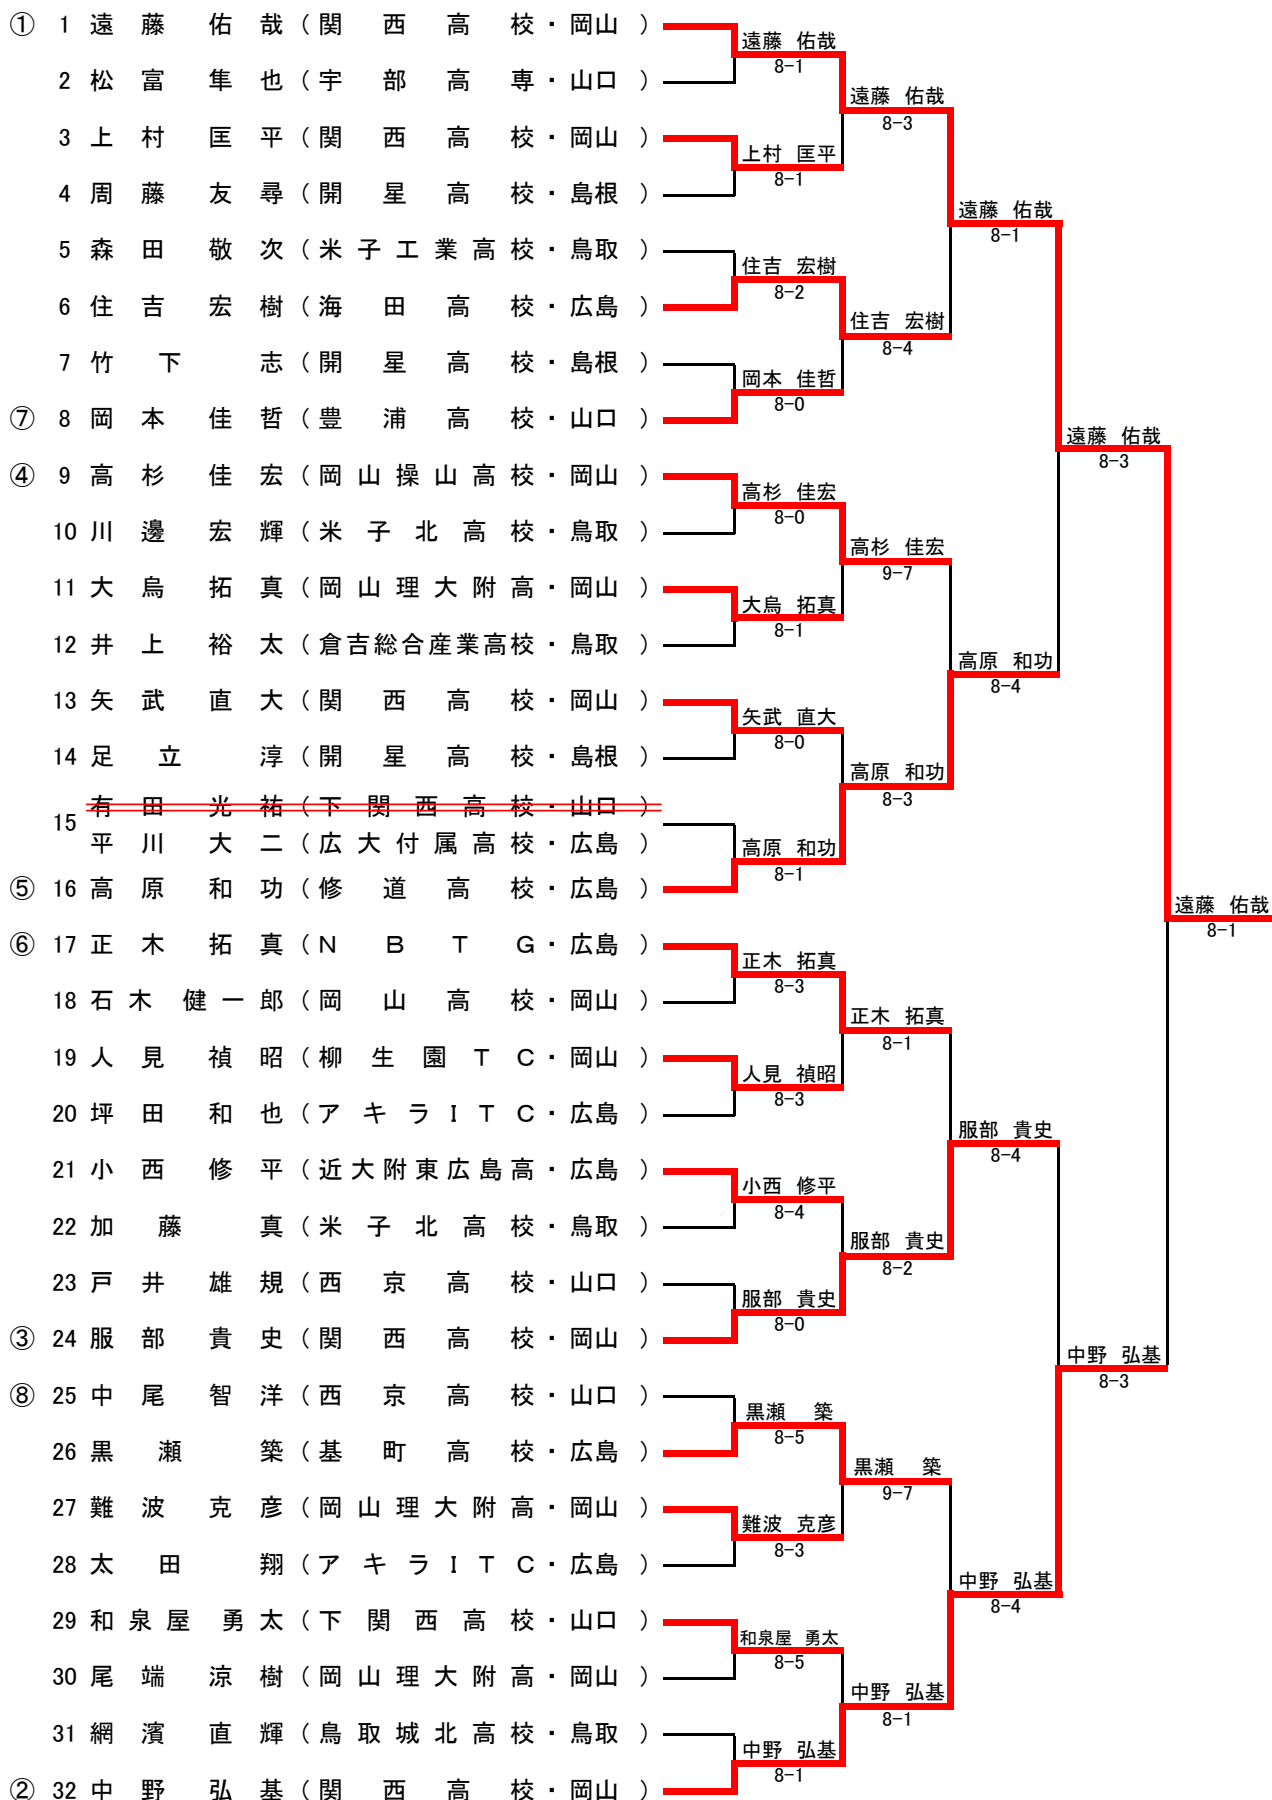 ① 1 遠藤 佑哉 (関西高校・岡山)
遠藤 佑哉
8-1
2 松富 隼也 (宇部高専・山口)
遠藤 佑哉
8-3
3 上村 匡平 (関西高校・岡山)
上村 匡平
8-1
4 周藤 友尋 (開星高校・島根)
遠藤 佑哉
8-1
5 森田 敬次 (米子工業高校・鳥取)
住吉 宏樹
8-2
6 住吉 宏樹 (海田高校・広島)
住吉 宏樹
8-4
7 竹下 志 (開星高校・島根)
岡本 佳哲
8-0
⑦ 8 岡本 佳哲 (豊浦高校・山口)
遠藤 佑哉
8-3
④ 9 高杉 佳宏 (岡山操山高校・岡山)
高杉 佳宏
8-0
10 川邊 宏輝 (米子北高校・鳥取)
高杉 佳宏
9-7
11 大鳥 拓真 (岡山理大附高・岡山)
大鳥 拓真
8-1
12 井上 裕太 (倉吉総合産業高校・鳥取)
高原 和功
8-4
13 矢武 直大 (関西高校・岡山)
矢武 直大
8-0
14 足立 淳 (開星高校・島根)
高原 和功
8-3
有田 光祐 (下関西高校・山口)
15
平川 大二 (広大付属高校・広島)
高原 和功
8-1
⑤ 16 高原 和功 (修道高校・広島)
遠藤 佑哉
8-1
⑥ 17 正木 拓真 (NBTG・広島)
正木 拓真
8-3
18 石木 健一郎 (岡山高校・岡山)
正木 拓真
8-1
19 人見 禎昭 (柳生園TC・岡山)
人見 禎昭
8-3
20 坪田 和也 (アキラITC・広島)
服部 貴史
8-4
21 小西 修平 (近大附東広島高・広島)
小西 修平
8-4
22 加藤 真 (米子北高校・鳥取)
服部 貴史
8-2
23 戸井 雄規 (西京高校・山口)
服部 貴史
8-0
③ 24 服部 貴史 (関西高校・岡山)
中野 弘基
8-3
⑧ 25 中尾 智洋 (西京高校・山口)
黒瀬 築
8-5
26 黒瀬 築 (基町高校・広島)
黒瀬 築
9-7
27 難波 克彦 (岡山理大附高・岡山)
難波 克彦
8-3
28 太田 翔 (アキラITC・広島)
中野 弘基
8-4
29 和泉屋 勇太 (下関西高校・山口)
和泉屋 勇太
8-5
30 尾端 涼樹 (岡山理大附高・岡山)
中野 弘基
8-1
31 網濱 直輝 (鳥取城北高校・鳥取)
中野 弘基
8-1
② 32 中野 弘基 (関西高校・岡山)